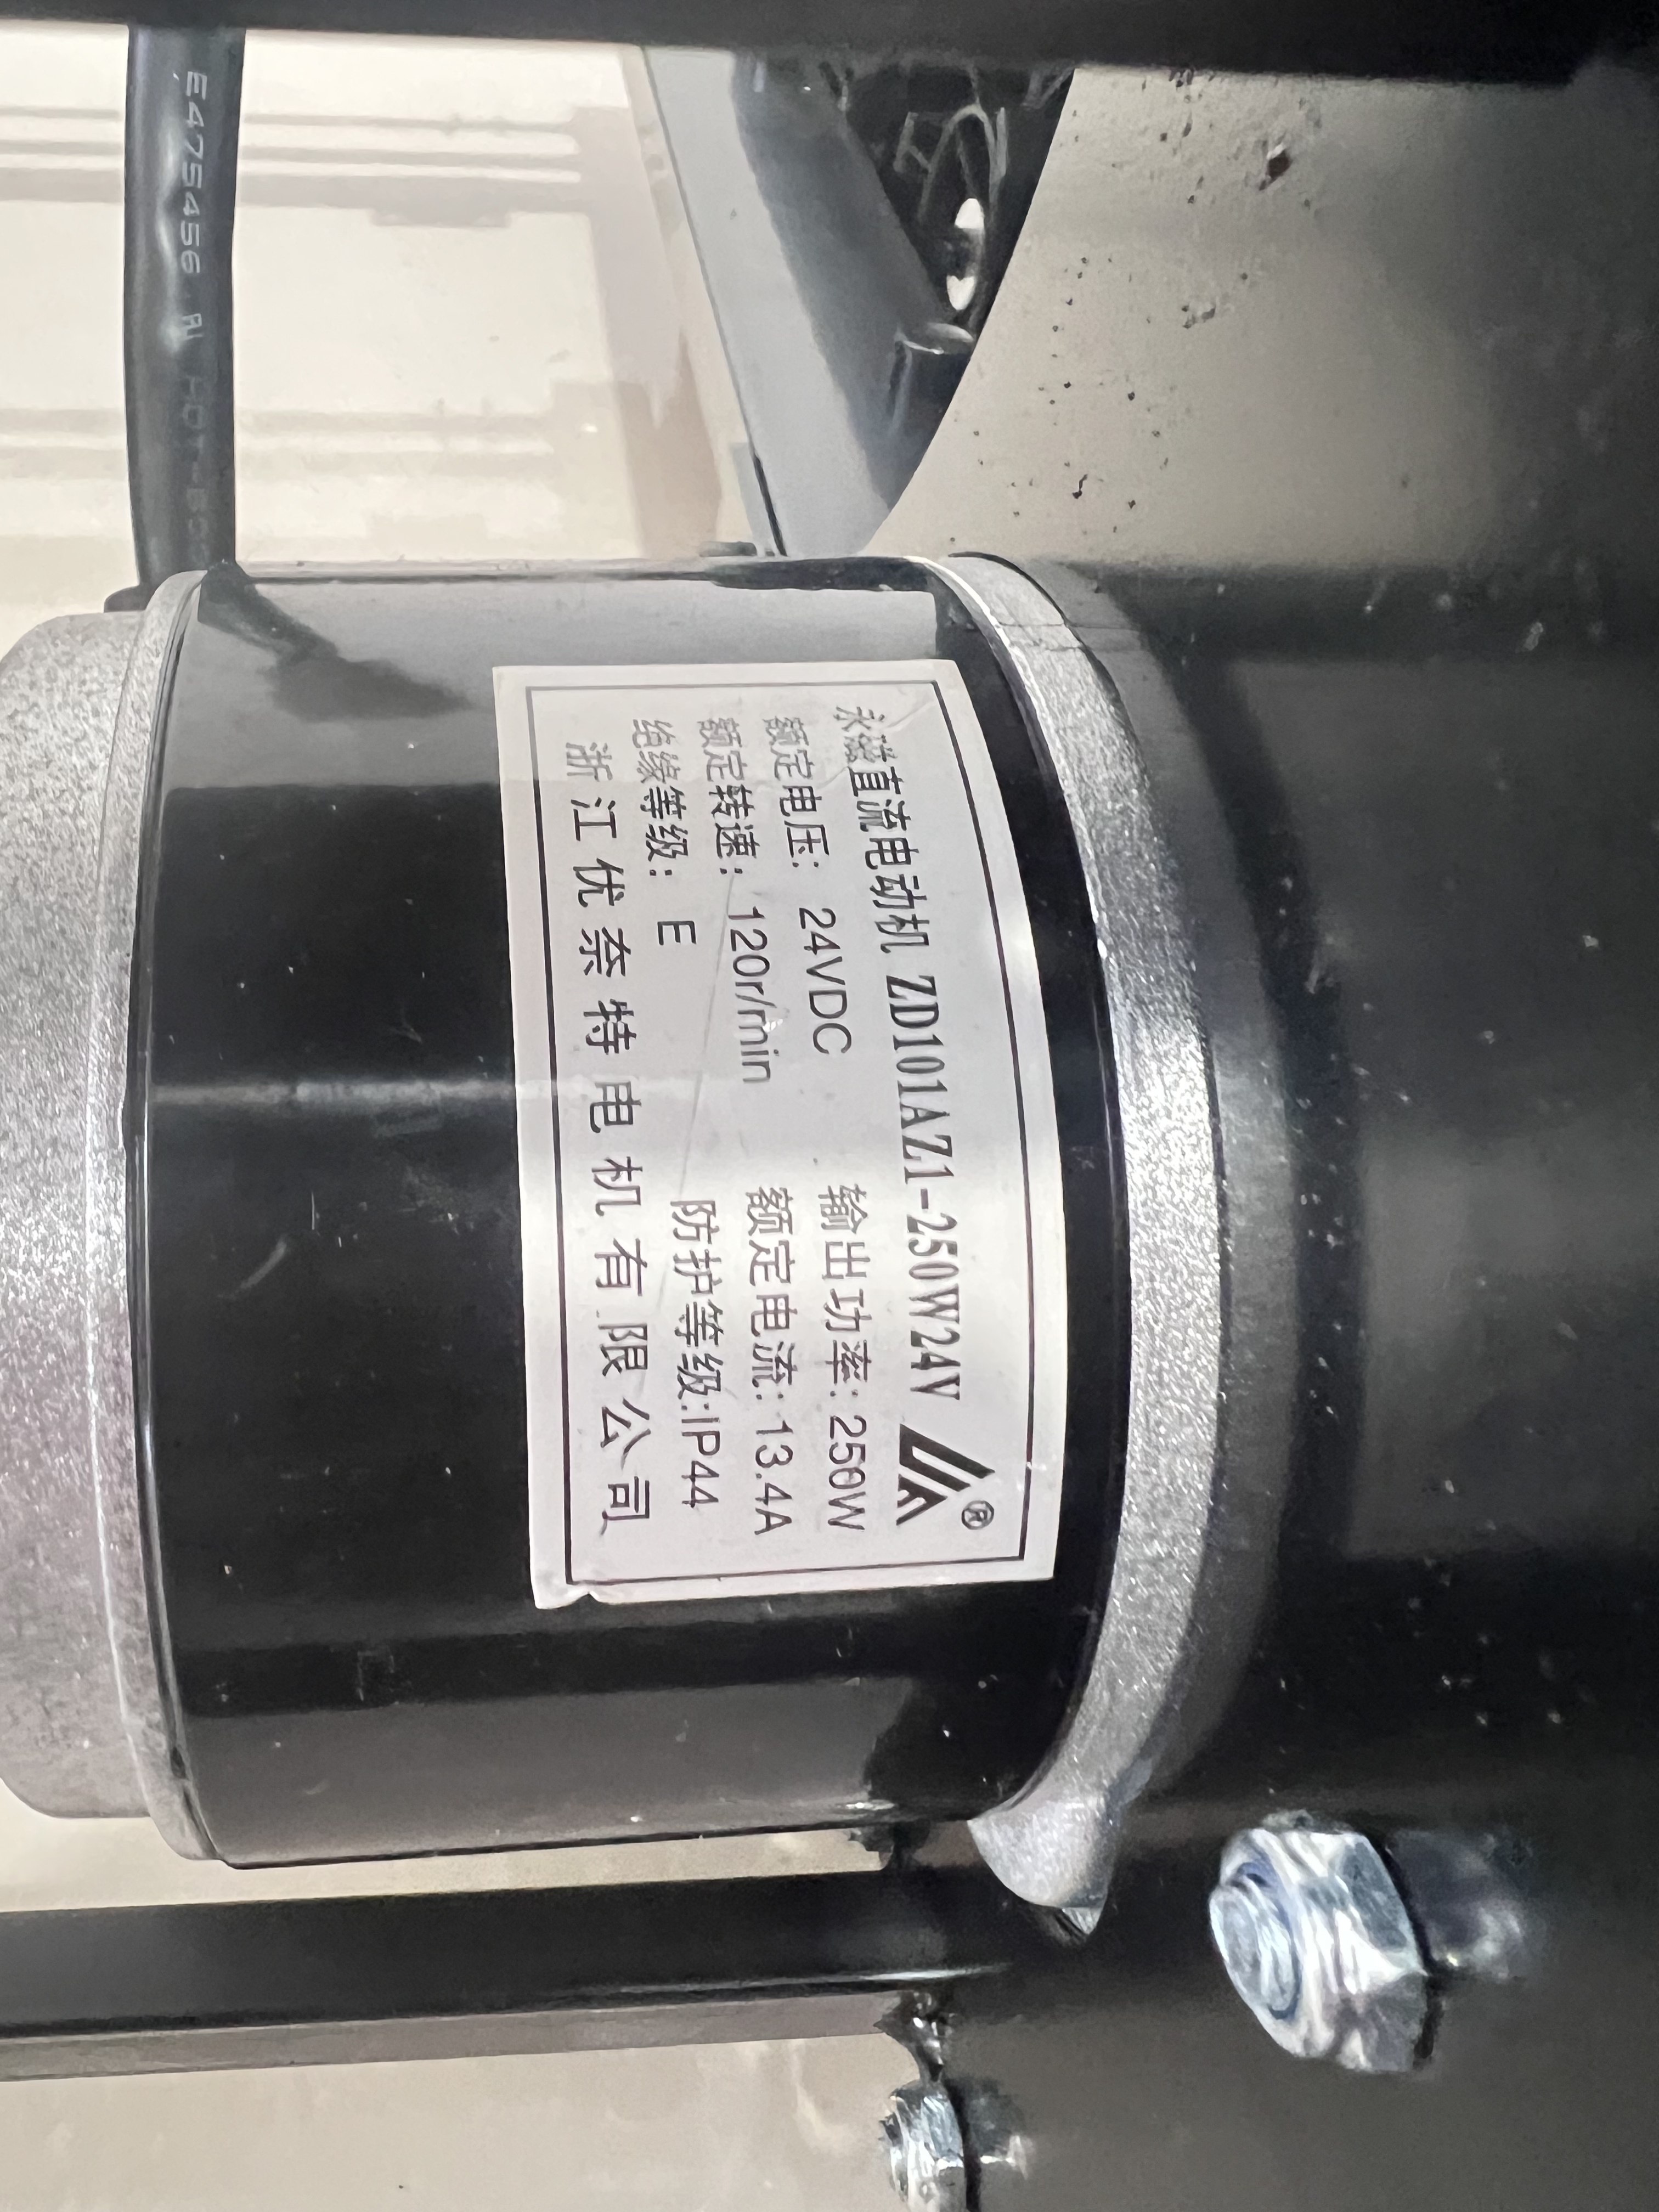 永磁直流电动机 ZD101AZ1-250W24V ®
额定电压: 24VDC 输出功率: 250W
额定转速: 120r/min 额定电流: 13.4A
绝缘等级: E 防护等级:IP44
浙江优奈特电机有限公司
E475456